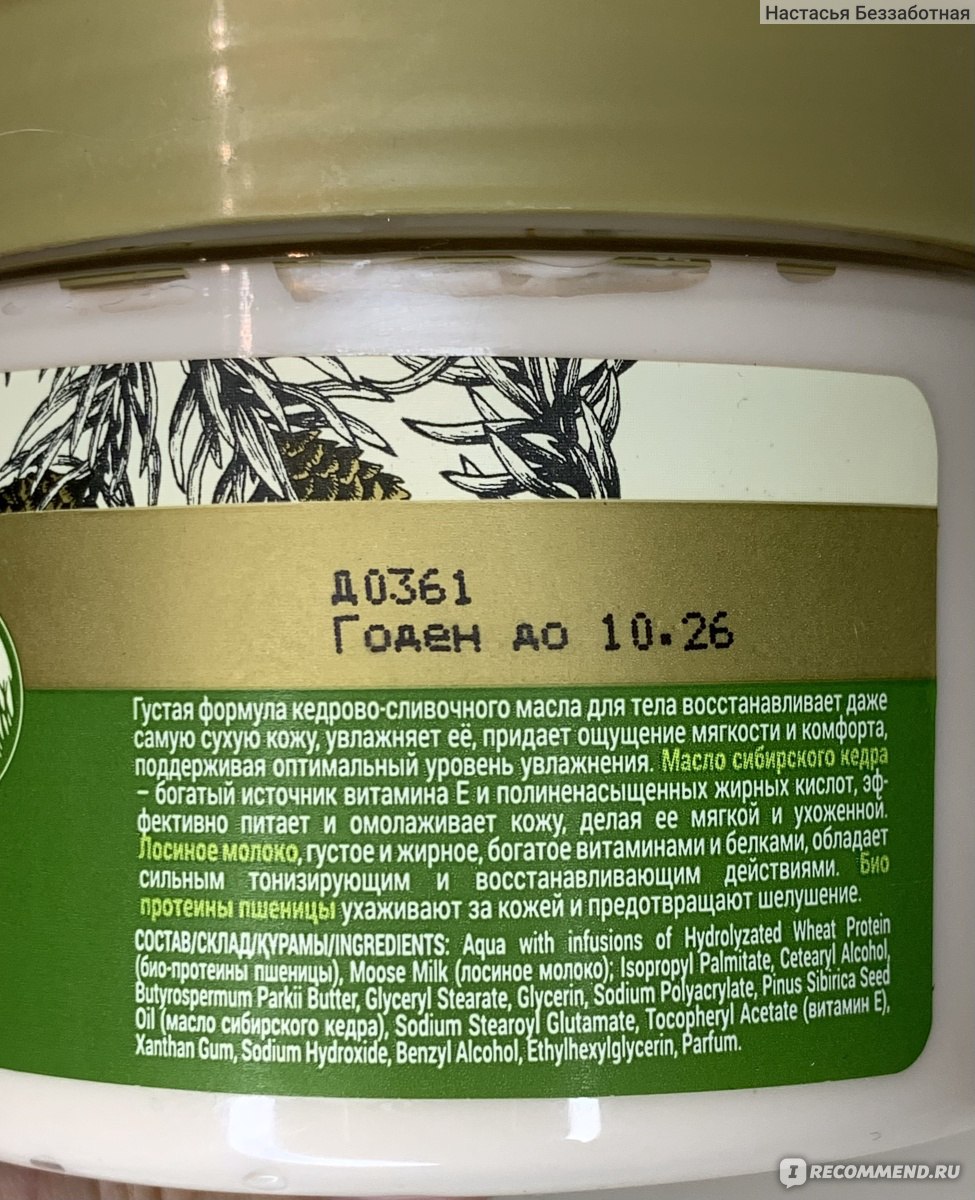 Настасья Беззаботная
Д0361
Годен до 10.26
Густая формула кедрово-сливочного масла для тела восстанавливает даже
самую сухую кожу, увлажняет её, придает ощущение мягкости и комфорта,
поддерживая оптимальный уровень увлажнения. Масло сибирского кедра
– богатый источник витамина Е и полиненасыщенных жирных кислот, эф-
фективно питает и омолаживает кожу, делая ее мягкой и ухоженной.
Лосиное молоко, густое и жирное, богатое витаминами и белками, обладает
сильным тонизирующим и восстанавливающим действиями. Био
протеины пшеницы ухаживают за кожей и предотвращают шелушение.
СОСТАВ/СКЛАД/ҚҰРАМЫ/INGREDIENTS: Aqua with infusions of Hydrolyzated Wheat Protein
(био-протеины пшеницы), Moose Milk (лосиное молоко); Isopropyl Palmitate, Cetearyl Alcohol,
Butyrospermum Parkii Butter, Glyceryl Stearate, Glycerin, Sodium Polyacrylate, Pinus Sibirica Seed
Oil (масло сибирского кедра), Sodium Stearoyl Glutamate, Tocopheryl Acetate (витамин Е),
Xanthan Gum, Sodium Hydroxide, Benzyl Alcohol, Ethylhexylglycerin, Parfum.
IRECOMMEND.RU